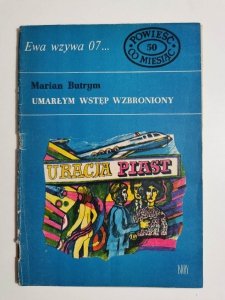 Ewa wzywa 07...
POWIEŚĆ
50
CO MIESIĄC
Marian Butrym
UMARŁYM WSTĘP WZBRONIONY
URACJA PIAST